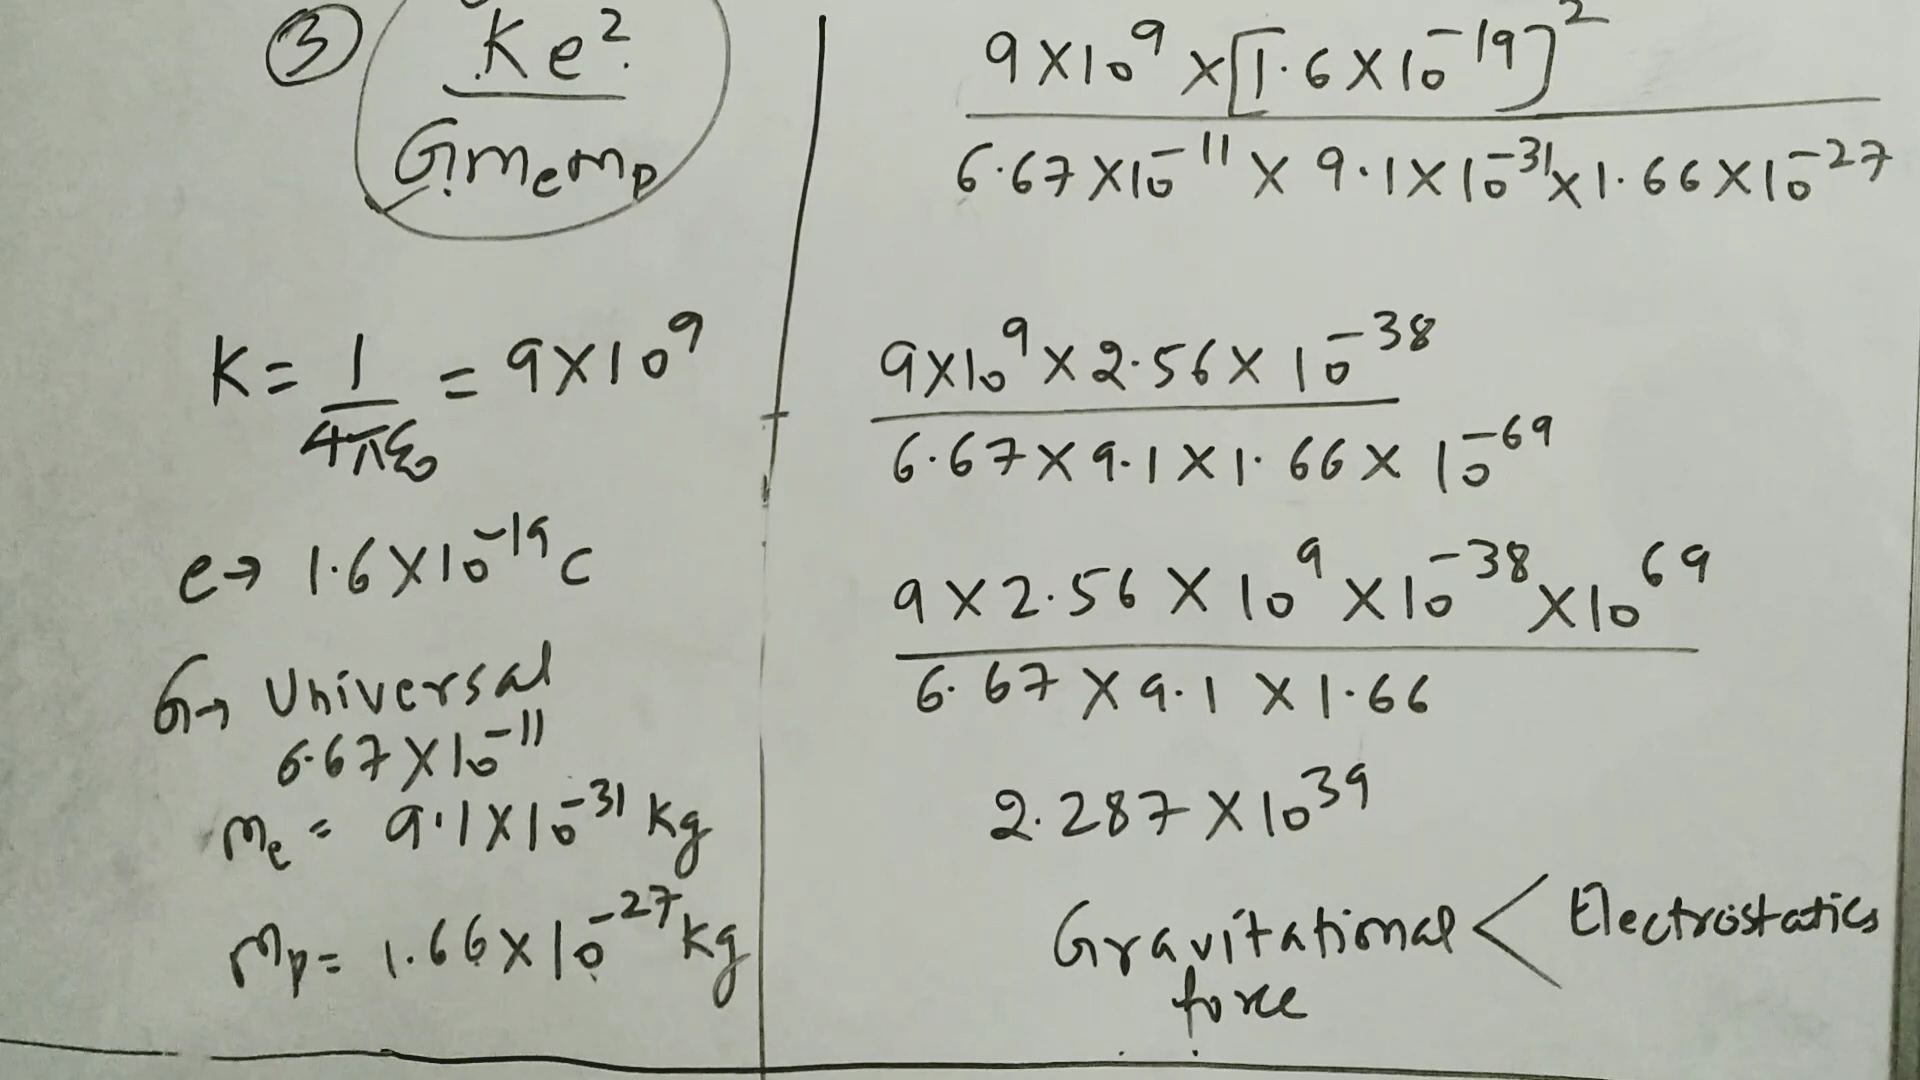 ③ Ke²
Gmemp
K = 1/4πε₀ = 9×10⁹
e→ 1.6×10⁻¹⁹ C
G→ Universal
6.67×10⁻¹¹
me = 9.1×10⁻³¹ kg
mp = 1.66×10⁻²⁷ kg
9×10⁹ × [1.6×10⁻¹⁹]²
6.67×10⁻¹¹ × 9.1×10⁻³¹ × 1.66×10⁻²⁷
9×10⁹ × 2.56 × 10⁻³⁸
6.67 × 9.1 × 1.66 × 10⁻⁶⁹
9 × 2.56 × 10⁹ × 10⁻³⁸ × 10⁶⁹
6.67 × 9.1 × 1.66
2.287 × 10³⁹
Gravitational < Electrostatics
force